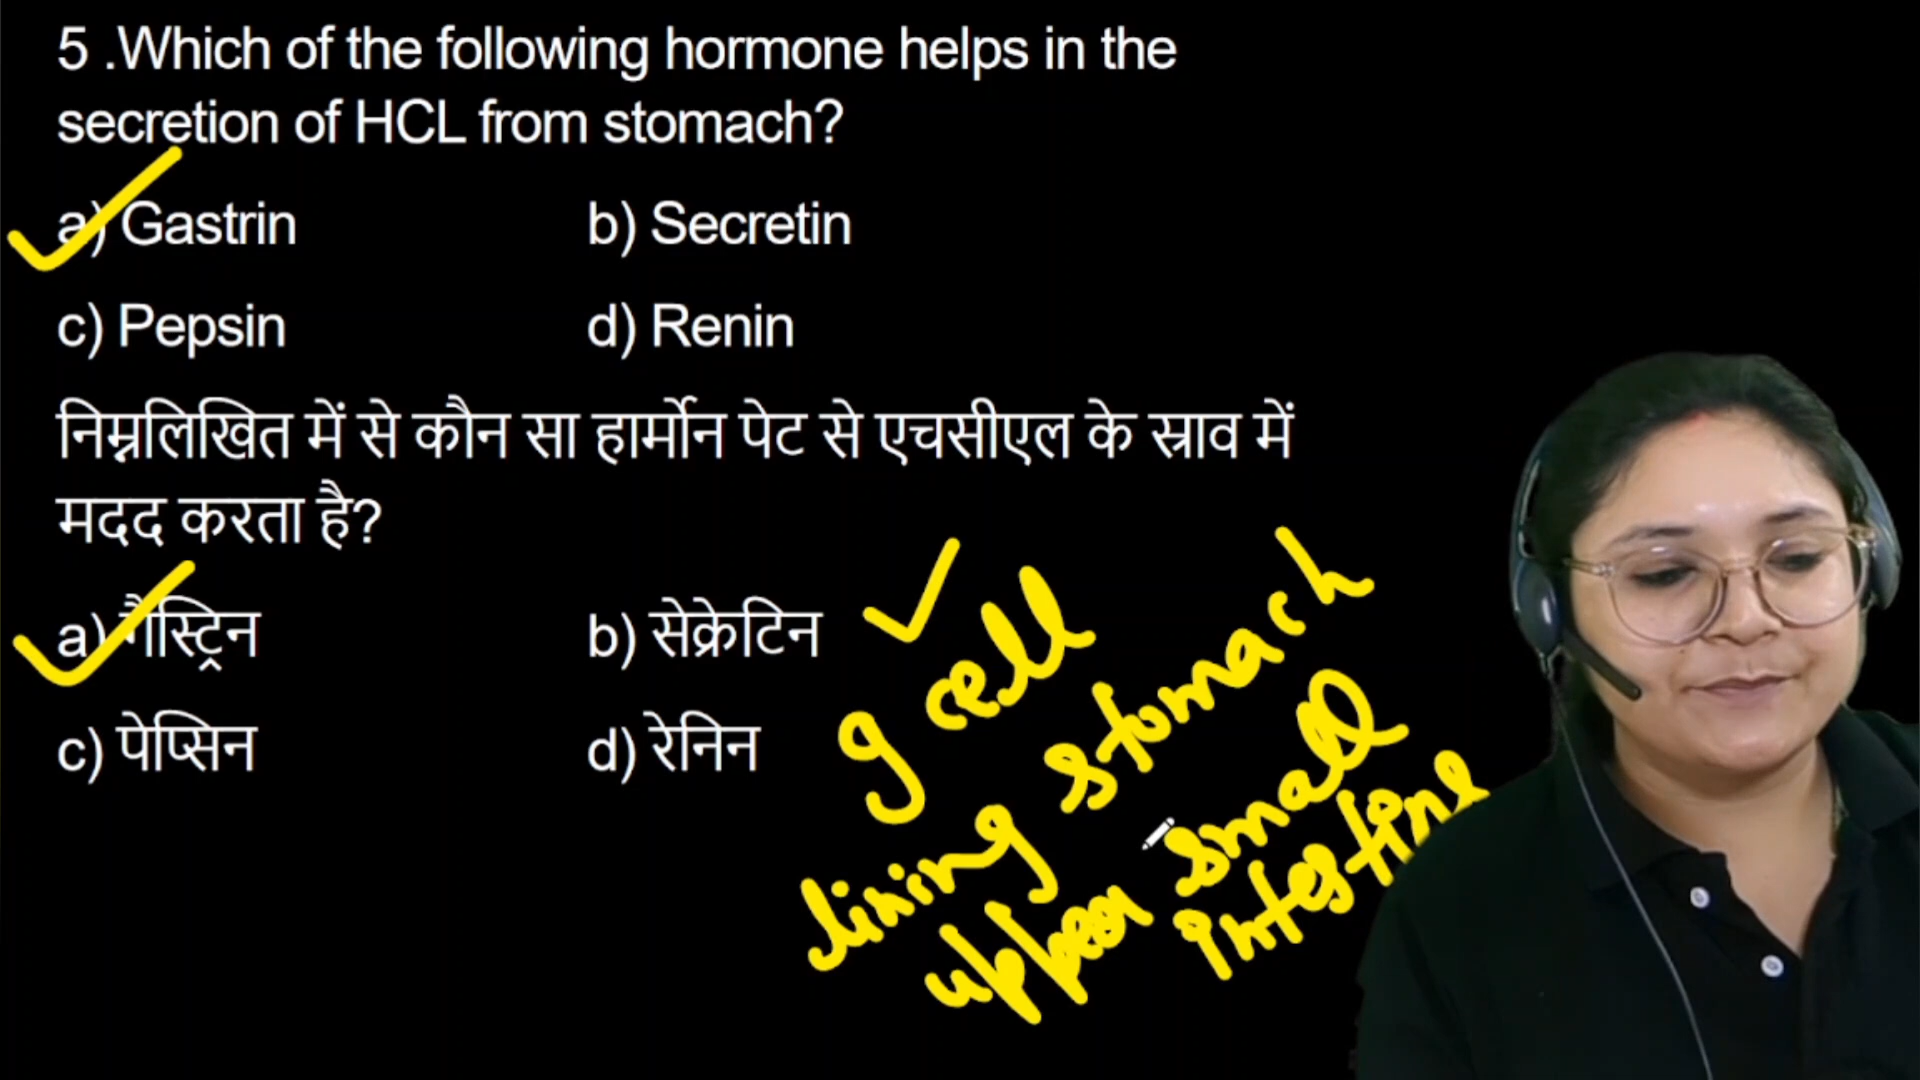 5 .Which of the following hormone helps in the
secretion of HCL from stomach?
a) Gastrin b) Secretin
c) Pepsin d) Renin
निम्नलिखित में से कौन सा हार्मोन पेट से एचसीएल के स्राव में
मदद करता है?
a) गैस्ट्रिन b) सेक्रेटिन
c) पेप्सिन d) रेनिन
g cell
lining stomach
upper small
intestine